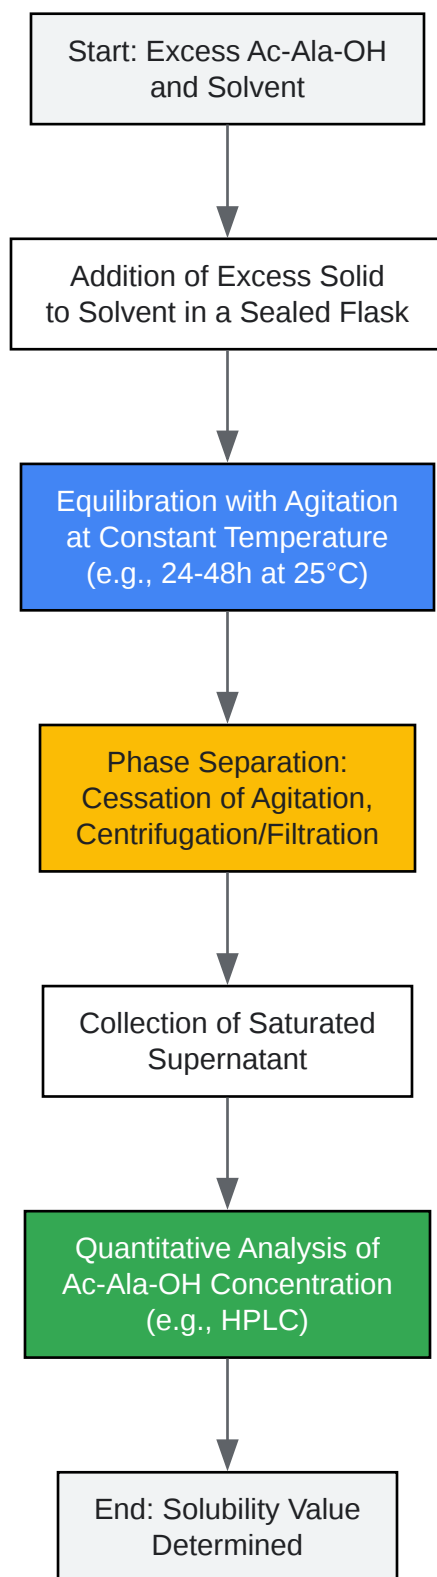 Start: Excess Ac-Ala-OH
and Solvent
Addition of Excess Solid
to Solvent in a Sealed Flask
Equilibration with Agitation
at Constant Temperature
(e.g., 24-48h at 25°C)
Phase Separation:
Cessation of Agitation,
Centrifugation/Filtration
Collection of Saturated
Supernatant
Quantitative Analysis of
Ac-Ala-OH Concentration
(e.g., HPLC)
End: Solubility Value
Determined